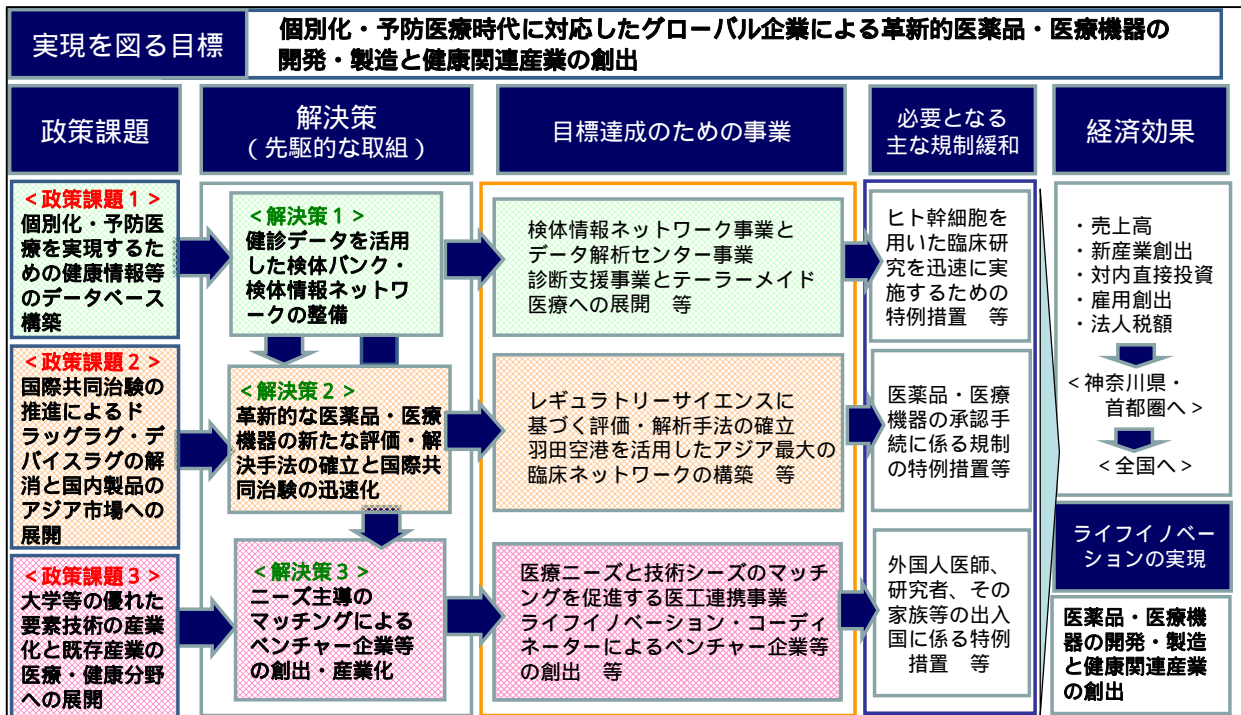 実現を図る目標
個別化・予防医療時代に対応したグローバル企業による革新的医薬品・医療機器の
開発・製造と健康関連産業の創出
政策課題
解決策
(先駆的な取組)
目標達成のための事業
必要となる
主な規制緩和
経済効果
<政策課題1>
個別化・予防医
療を実現するた
めの健康情報等
のデータベース
構築
<解決策1>
健診データを活用
した検体バンク・
検体情報ネットワ
ークの整備
検体情報ネットワーク事業と
データ解析センター事業
診断支援事業とテーラーメイド
医療への展開 等
ヒト幹細胞を
用いた臨床研
究を迅速に実
施するための
特例措置 等
<政策課題2>
国際共同治験の
推進によるド
ラッグラグ・デ
バイスラグの解
消と国内製品の
アジア市場への
展開
<解決策2>
革新的な医薬品・医療
機器の新たな評価・解
決手法の確立と国際共
同治験の迅速化
レギュラトリーサイエンスに
基づく評価・解析手法の確立
羽田空港を活用したアジア最大の
臨床ネットワークの構築 等
医薬品・医療
機器の承認手
続に係る規制
の特例措置等
<政策課題3>
大学等の優れた
要素技術の産業
化と既存産業の
医療・健康分野
への展開
<解決策3>
ニーズ主導の
マッチングによる
ベンチャー企業等
の創出・産業化
医療ニーズと技術シーズのマッチ
ングを促進する医工連携事業
ライフイノベーション・コーディ
ネーターによるベンチャー企業等
の創出 等
外国人医師、
研究者、その
家族等の出入
国に係る特例
措置 等
・売上高
・新産業創出
・対内直接投資
・雇用創出
・法人税額
<神奈川県・
首都圏へ>
<全国へ>
ライフイノベー
ションの実現
医薬品・医療機
器の開発・製造
と健康関連産業
の創出